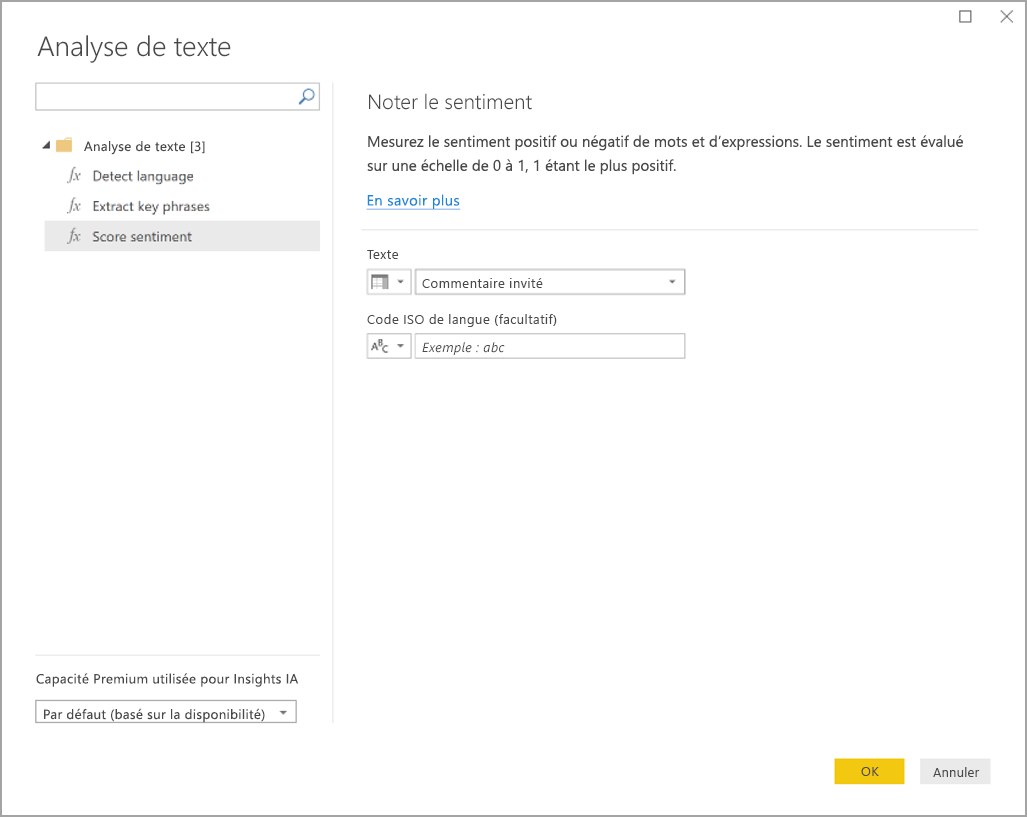 Analyse de texte
Analyse de texte [3]
fx Detect language
fx Extract key phrases
fx Score sentiment
Capacité Premium utilisée pour Insights IA
Par défaut (basé sur la disponibilité)
Noter le sentiment
Mesurez le sentiment positif ou négatif de mots et d’expressions. Le sentiment est évalué
sur une échelle de 0 à 1, 1 étant le plus positif.
En savoir plus
Texte
Commentaire invité
Code ISO de langue (facultatif)
ABC
Exemple : abc
OK
Annuler